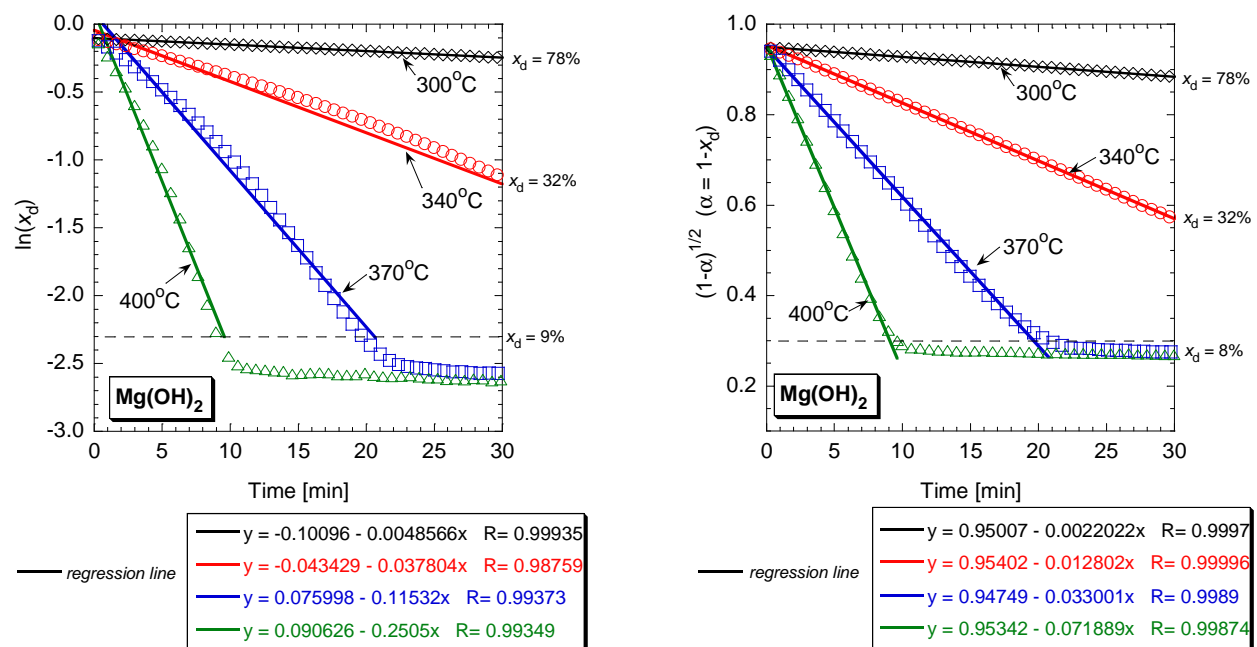 0.0
-0.5
-1.0
-1.5
-2.0
-2.5
-3.0
0 5 10 15 20 25 30
ln(x_d)
Time [min]
300°C
340°C
370°C
400°C
x_d = 78%
x_d = 32%
x_d = 9%
Mg(OH)₂
regression line
y = -0.10096 - 0.0048566x R= 0.99935
y = -0.043429 - 0.037804x R= 0.98759
y = 0.075998 - 0.11532x R= 0.99373
y = 0.090626 - 0.2505x R= 0.99349
1.0
0.8
0.6
0.4
0.2
0 5 10 15 20 25 30
(1-α)^1/2 (α = 1-x_d)
Time [min]
300°C
340°C
370°C
400°C
x_d = 78%
x_d = 32%
x_d = 8%
Mg(OH)₂
regression line
y = 0.95007 - 0.0022022x R= 0.9997
y = 0.95402 - 0.012802x R= 0.99996
y = 0.94749 - 0.033001x R= 0.9989
y = 0.95342 - 0.071889x R= 0.99874